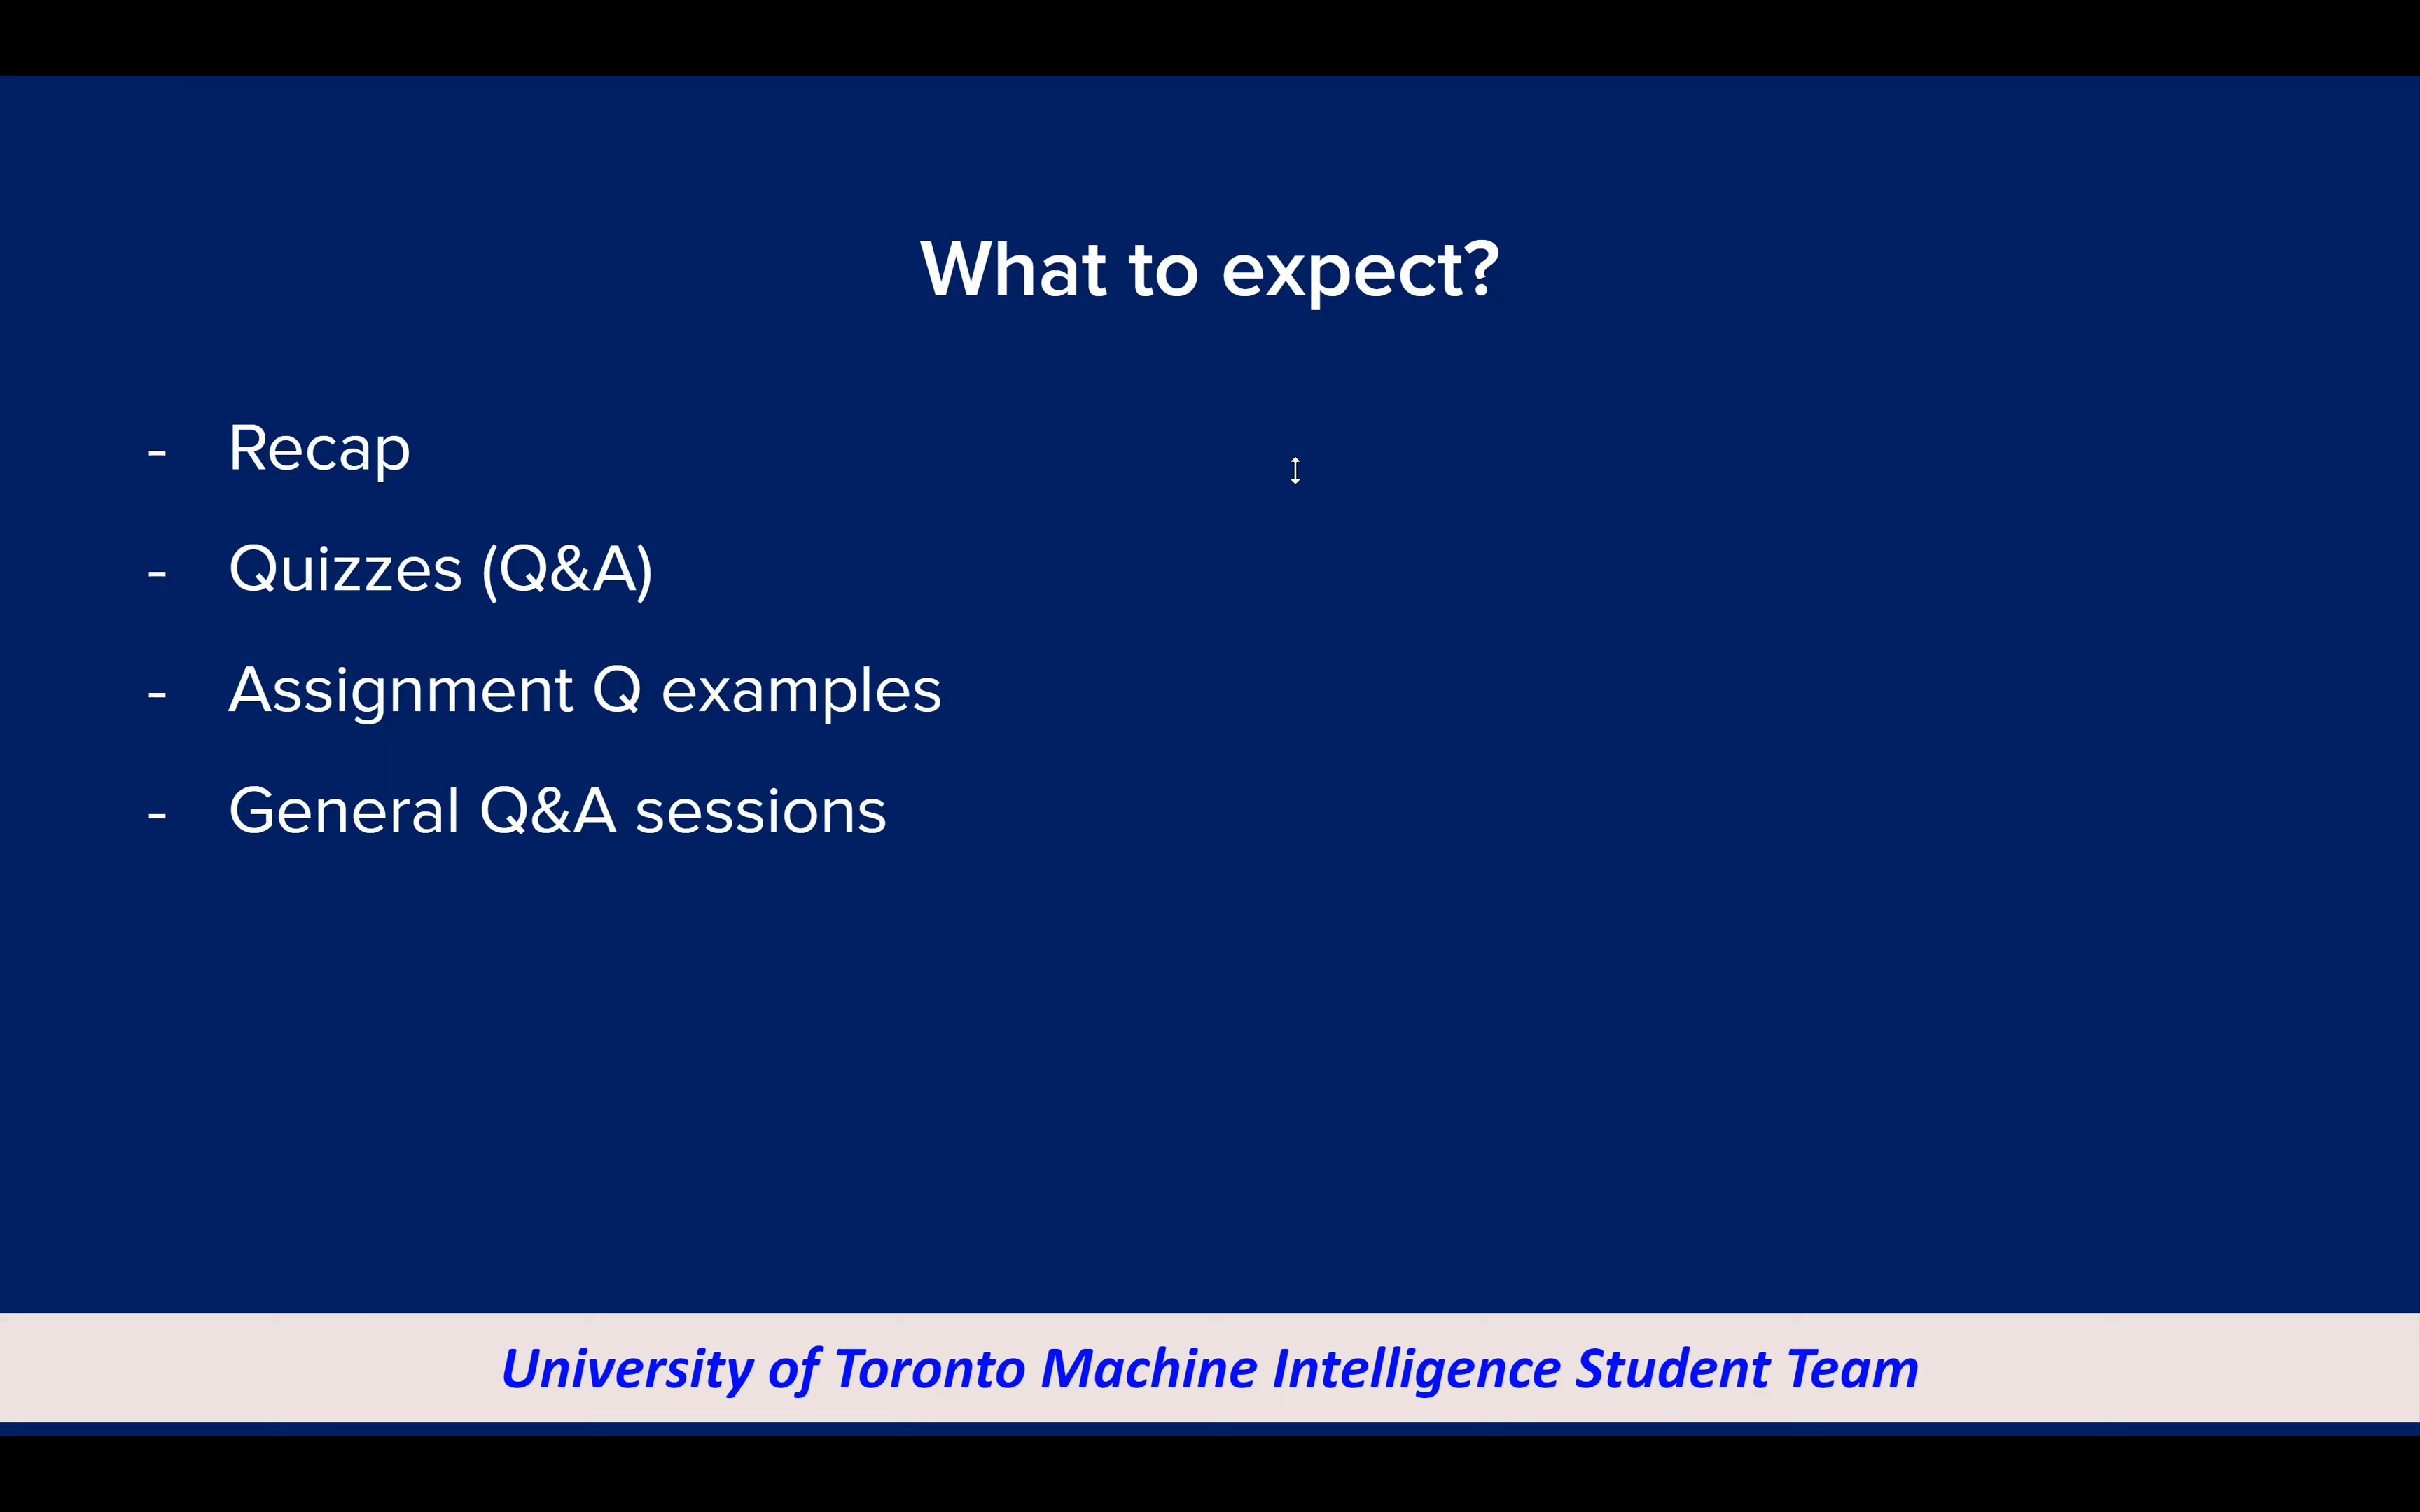 What to expect?
- Recap
- Quizzes (Q&A)
- Assignment Q examples
- General Q&A sessions
University of Toronto Machine Intelligence Student Team